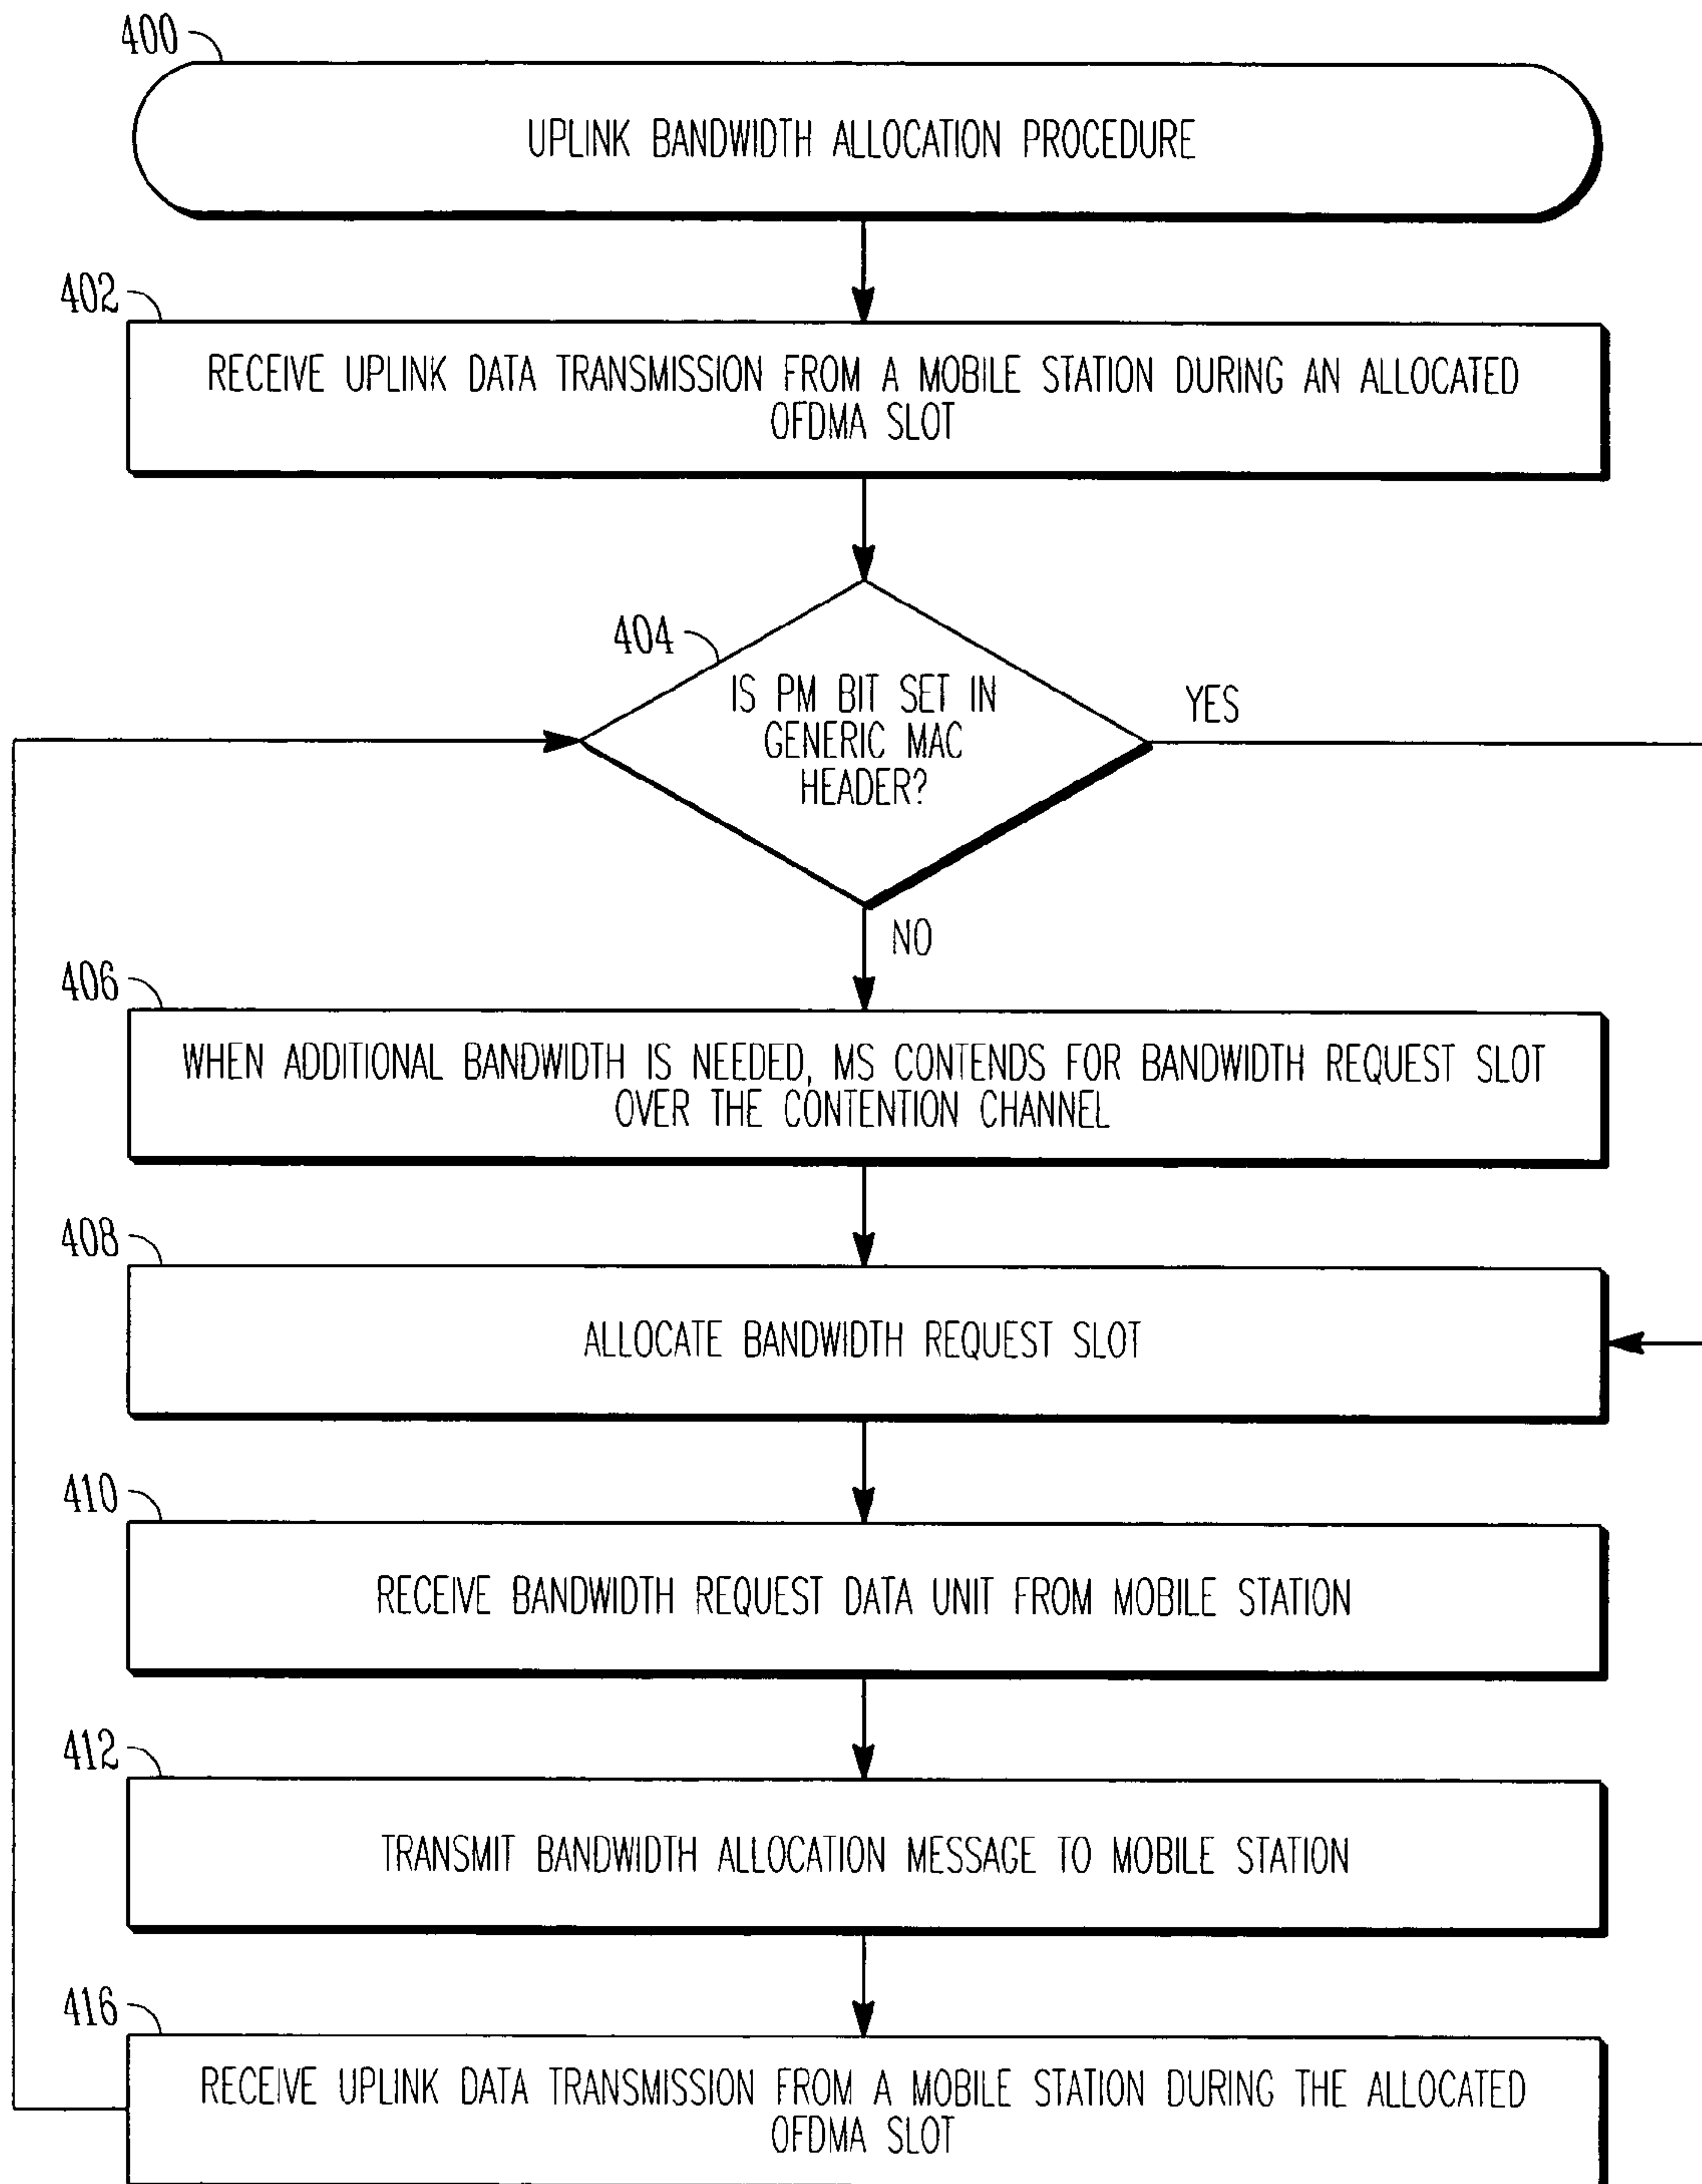 400
UPLINK BANDWIDTH ALLOCATION PROCEDURE
402
RECEIVE UPLINK DATA TRANSMISSION FROM A MOBILE STATION DURING AN ALLOCATED
OFDMA SLOT
404
IS PM BIT SET IN
GENERIC MAC
HEADER?
YES
NO
406
WHEN ADDITIONAL BANDWIDTH IS NEEDED, MS CONTENDS FOR BANDWIDTH REQUEST SLOT
OVER THE CONTENTION CHANNEL
408
ALLOCATE BANDWIDTH REQUEST SLOT
410
RECEIVE BANDWIDTH REQUEST DATA UNIT FROM MOBILE STATION
412
TRANSMIT BANDWIDTH ALLOCATION MESSAGE TO MOBILE STATION
416
RECEIVE UPLINK DATA TRANSMISSION FROM A MOBILE STATION DURING THE ALLOCATED
OFDMA SLOT